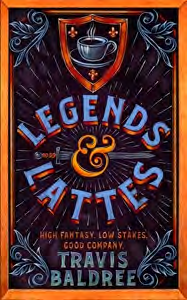 LEGENDS
&
LATTES
HIGH FANTASY. LOW STAKES.
GOOD COMPANY.
TRAVIS
BALDREE